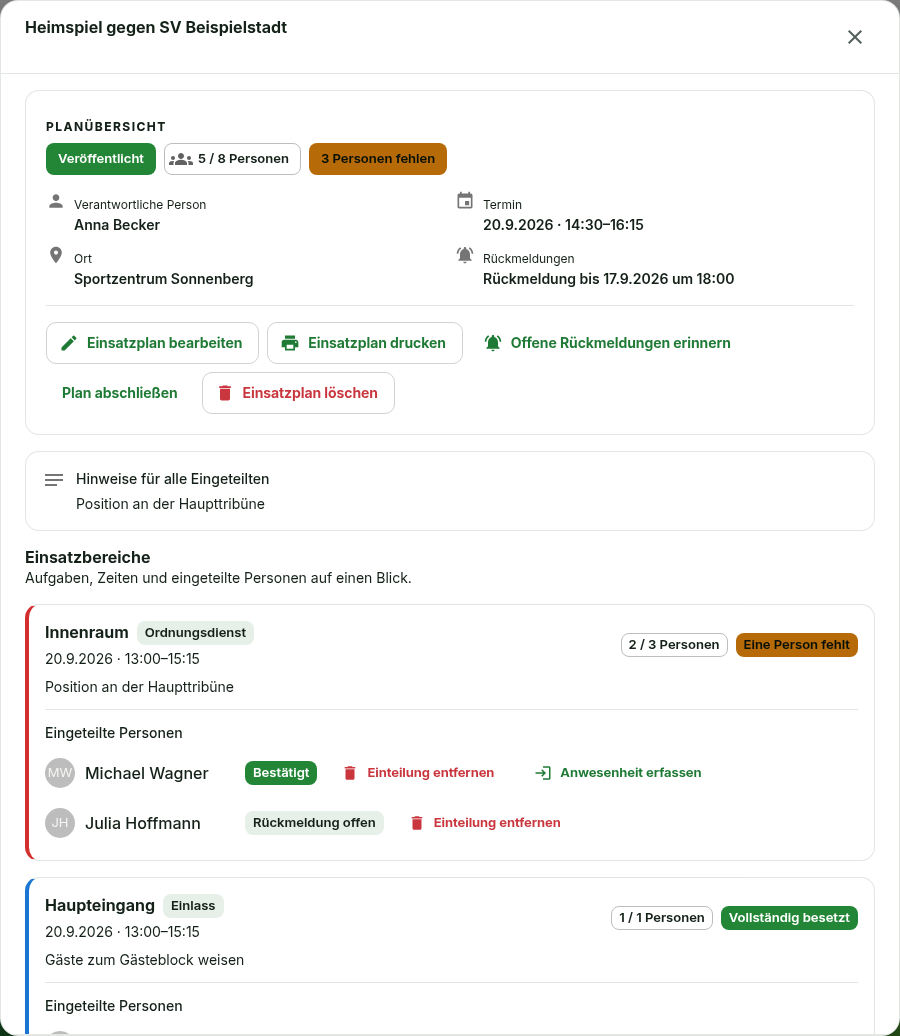 Heimspiel gegen SV Beispielstadt
PLANÜBERSICHT
Veröffentlicht 5 / 8 Personen 3 Personen fehlen
Verantwortliche Person
Anna Becker
Termin
20.9.2026 · 14:30–16:15
Ort
Sportzentrum Sonnenberg
Rückmeldungen
Rückmeldung bis 17.9.2026 um 18:00
Einsatzplan bearbeiten Einsatzplan drucken Offene Rückmeldungen erinnern
Plan abschließen Einsatzplan löschen
Hinweise für alle Eingeteilten
Position an der Haupttribüne
Einsatzbereiche
Aufgaben, Zeiten und eingeteilte Personen auf einen Blick.
Innenraum Ordnungsdienst
2 / 3 Personen Eine Person fehlt
20.9.2026 · 13:00–15:15
Position an der Haupttribüne
Eingeteilte Personen
MW Michael Wagner Bestätigt Einteilung entfernen Anwesenheit erfassen
JH Julia Hoffmann Rückmeldung offen Einteilung entfernen
Haupteingang Einlass
1 / 1 Personen Vollständig besetzt
20.9.2026 · 13:00–15:15
Gäste zum Gästeblock weisen
Eingeteilte Personen